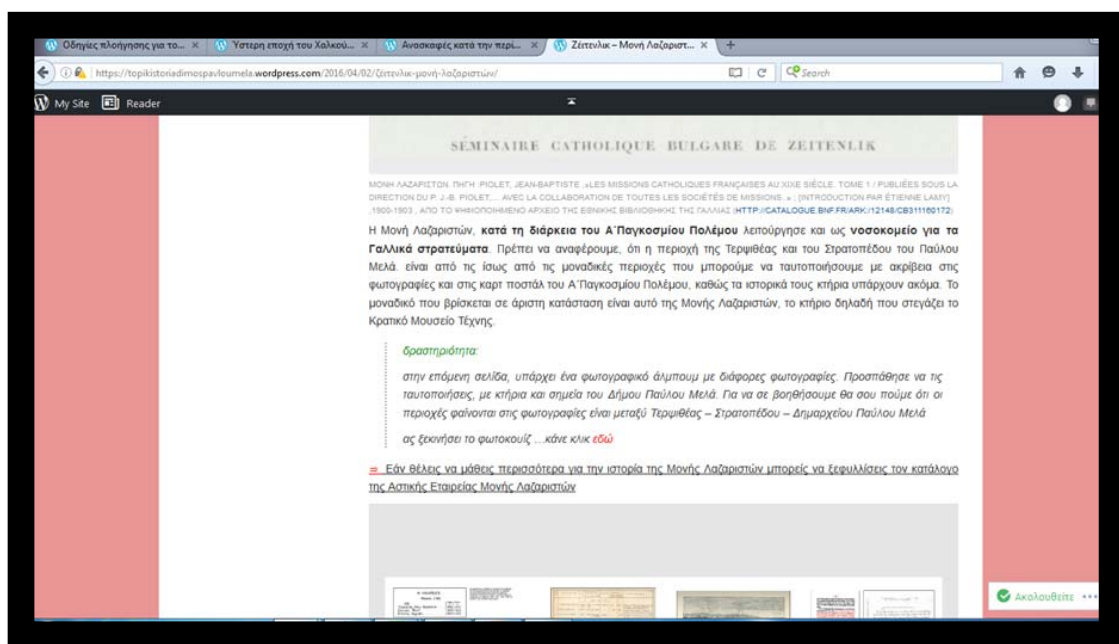 Οδηγίες πλοήγησης για το... × Ύστερη εποχή του Χαλκού... × Ανασκαφές κατά την περί... × Ζέιτενλικ – Μονή Λαζαριστ... × +
https://topikistoriadimospavloumela.wordpress.com/2016/04/02/ζέιτενλικ-μονή-λαζαριστών/ Search
My Site Reader
SÉMINAIRE CATHOLIQUE BULGARE DE ZEITENLIK
ΜΟΝΗ ΛΑΖΑΡΙΣΤΩΝ. ΠΗΓΗ :PIOLET, JEAN-BAPTISTE ,«LES MISSIONS CATHOLIQUES FRANÇAISES AU XIXE SIÈCLE. TOME 1 / PUBLIÉES SOUS LA
DIRECTION DU P. J.-B. PIOLET,... AVEC LA COLLABORATION DE TOUTES LES SOCIÉTÉS DE MISSIONS..» ; [INTRODUCTION PAR ÉTIENNE LAMY]
,1900-1903 , ΑΠΟ ΤΟ ΨΗΦΙΟΠΟΙΗΜΕΝΟ ΑΡΧΕΙΟ ΤΗΣ ΕΘΝΙΚΗΣ ΒΙΒΛΙΟΘΗΚΗΣ ΤΗΣ ΓΑΛΛΙΑΣ (HTTP://CATALOGUE.BNF.FR/ARK:/12148/CB311160172)
Η Μονή Λαζαριστών, κατά τη διάρκεια του Α΄Παγκοσμίου Πολέμου λειτούργησε και ως νοσοκομείο για τα
Γαλλικά στρατεύματα. Πρέπει να αναφέρουμε, ότι η περιοχή της Τερψιθέας και του Στρατοπέδου του Παύλου
Μελά. είναι από τις ίσως από τις μοναδικές περιοχές που μπορούμε να ταυτοποιήσουμε με ακρίβεια στις
φωτογραφίες και στις καρτ ποστάλ του Α΄Παγκοσμίου Πολέμου, καθώς τα ιστορικά τους κτήρια υπάρχουν ακόμα. Το
μοναδικό που βρίσκεται σε άριστη κατάσταση είναι αυτό της Μονής Λαζαριστών, το κτήριο δηλαδή που στεγάζει το
Κρατικό Μουσείο Τέχνης.
δραστηριότητα:
στην επόμενη σελίδα, υπάρχει ένα φωτογραφικό άλμπουμ με διάφορες φωτογραφίες. Προσπάθησε να τις
ταυτοποιήσεις, με κτήρια και σημεία του Δήμου Παύλου Μελά. Για να σε βοηθήσουμε θα σου πούμε ότι οι
περιοχές φαίνονται στις φωτογραφίες είναι μεταξύ Τερψιθέας – Στρατοπέδου – Δημαρχείου Παύλου Μελά
ας ξεκινήσει το φωτοκουίζ …κάνε κλικ εδώ
⇒ Εάν θέλεις να μάθεις περισσότερα για την ιστορία της Μονής Λαζαριστών μπορείς να ξεφυλλίσεις τον κατάλογο
της Αστικής Εταιρείας Μονής Λαζαριστών
Ακολουθείτε ...